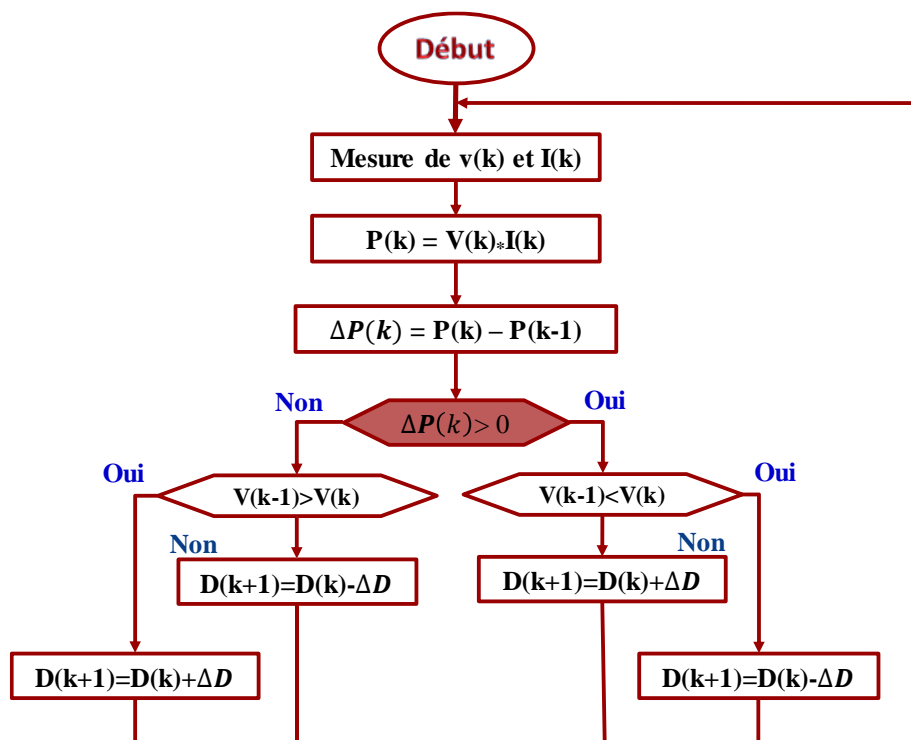 Début
Mesure de v(k) et I(k)
P(k) = V(k)*I(k)
ΔP(k) = P(k) – P(k-1)
Non
Oui
ΔP(k)> 0
Oui
V(k-1)>V(k)
V(k-1)<V(k)
Oui
Non
D(k+1)=D(k)-ΔD
D(k+1)=D(k)+ΔD
Non
D(k+1)=D(k)+ΔD
D(k+1)=D(k)-ΔD